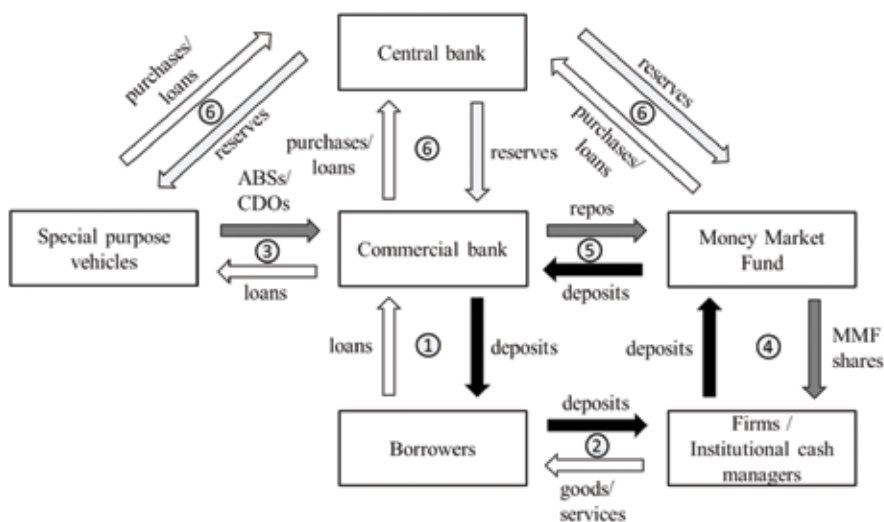 Central bank
purchases/
loans
⑥
reserves
purchases/
loans
⑥
reserves
reserves
⑥
purchases/
loans
ABSs/
CDOs
③
loans
Special purpose
vehicles
Commercial bank
repos
⑤
deposits
Money Market
Fund
loans
①
deposits
deposits
④
MMF
shares
Borrowers
deposits
②
goods/
services
Firms /
Institutional cash
managers